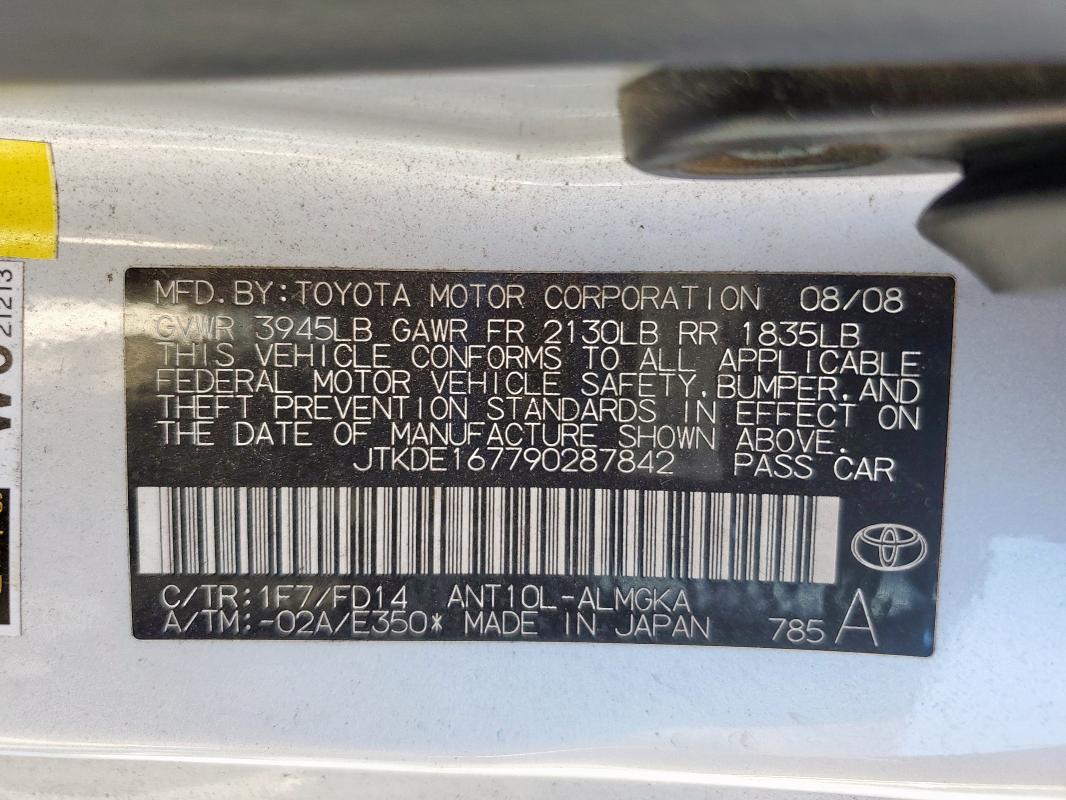 MFD.BY:TOYOTA MOTOR CORPORATION 08/08
GVWR 3945LB GAWR FR 2130LB RR 1835LB
THIS VEHICLE CONFORMS TO ALL APPLICABLE
FEDERAL MOTOR VEHICLE SAFETY,BUMPER,AND
THEFT PREVENTION STANDARDS IN EFFECT ON
THE DATE OF MANUFACTURE SHOWN ABOVE.
JTKDE167790287842 PASS CAR
C/TR:1F7/FD14 ANT10L-ALMGKA
A/TM:-02A/E350* MADE IN JAPAN 785 A
21213